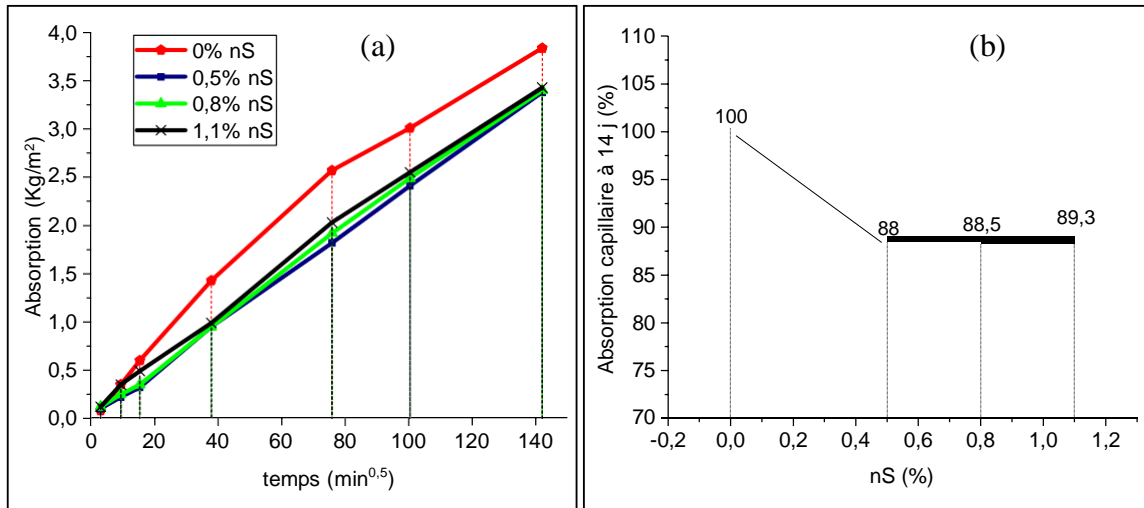 (a)
0% nS
0,5% nS
0,8% nS
1,1% nS
Absorption (Kg/m²)
4,0
3,5
3,0
2,5
2,0
1,5
1,0
0,5
0,0
0 20 40 60 80 100 120 140
temps (min⁰˒⁵)
(b)
Absorption capillaire à 14 j (%)
110
105
100
95
90
85
80
75
70
100
88 88,5 89,3
-0,2 0,0 0,2 0,4 0,6 0,8 1,0 1,2
nS (%)